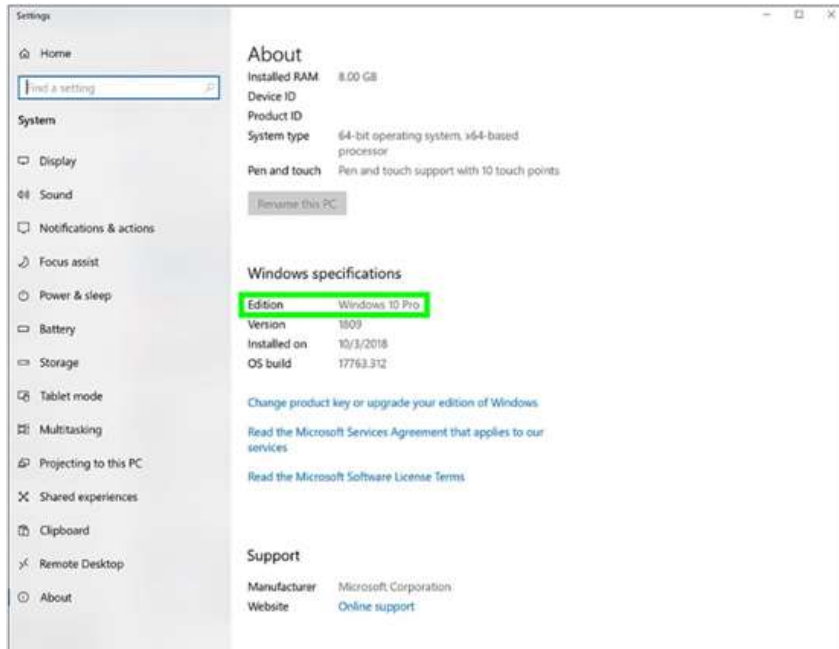 Settings
Home
Find a setting
System
Display
Sound
Notifications & actions
Focus assist
Power & sleep
Battery
Storage
Tablet mode
Multitasking
Projecting to this PC
Shared experiences
Clipboard
Remote Desktop
About
About
Installed RAM 8.00 GB
Device ID
Product ID
System type 64-bit operating system, x64-based
processor
Pen and touch Pen and touch support with 10 touch points
Rename this PC
Windows specifications
Edition Windows 10 Pro
Version 1809
Installed on 10/3/2018
OS build 17763.312
Change product key or upgrade your edition of Windows
Read the Microsoft Services Agreement that applies to our
services
Read the Microsoft Software License Terms
Support
Manufacturer Microsoft Corporation
Website Online support